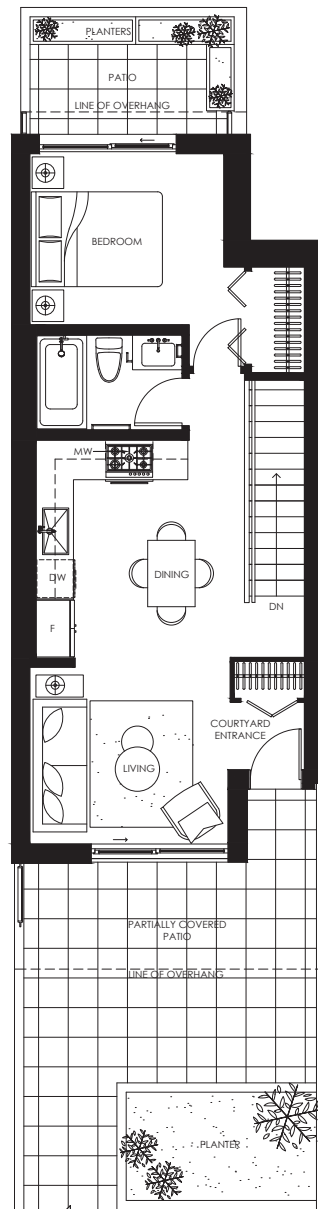 PLANTERS
PATIO
LINE OF OVERHANG
BEDROOM
MW
DW
DINING
F
DN
COURTYARD
ENTRANCE
LIVING
PARTIALLY COVERED
PATIO
LINE OF OVERHANG
PLANTER